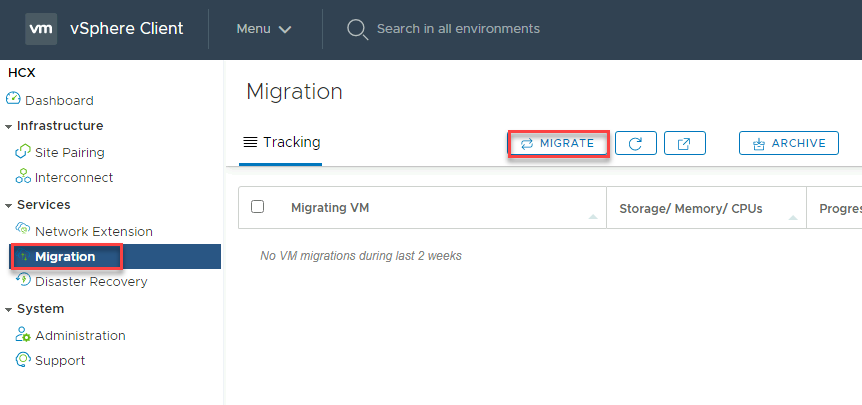 vm vSphere Client Menu Search in all environments
HCX
Dashboard
Infrastructure
Site Pairing
Interconnect
Services
Network Extension
Migration
Disaster Recovery
System
Administration
Support
Migration
Tracking MIGRATE ARCHIVE
Migrating VM Storage/ Memory/ CPUs Progres
No VM migrations during last 2 weeks